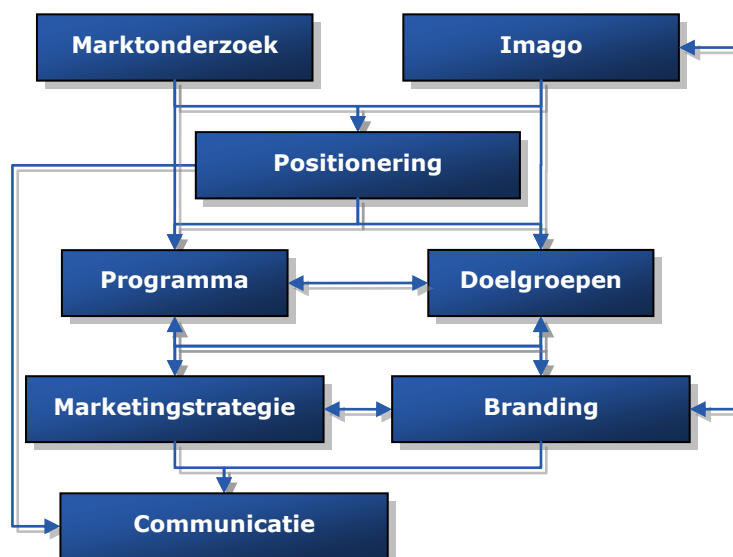 Marktonderzoek
Imago
Positionering
Programma
Doelgroepen
Marketingstrategie
Branding
Communicatie